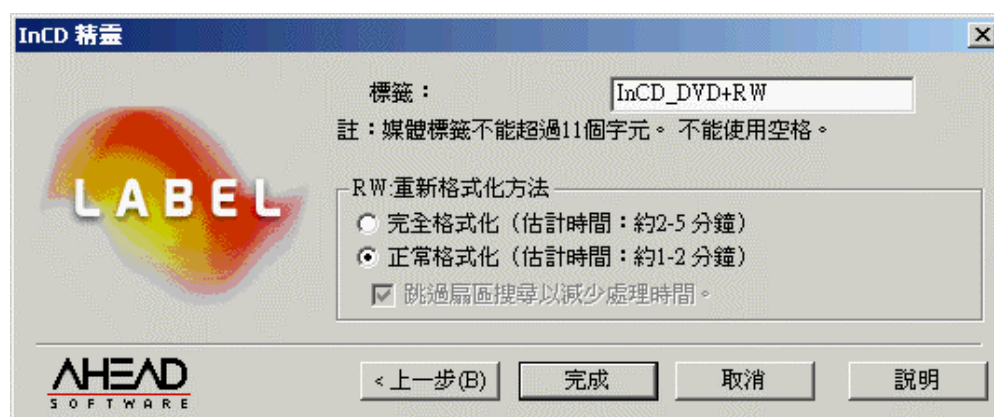 InCD 精靈
標籤：
InCD_DVD+RW
註：媒體標籤不能超過11個字元。 不能使用空格。
LABEL
RW:重新格式化方法
完全格式化（估計時間：約2-5 分鐘）
正常格式化（估計時間：約1-2 分鐘）
跳過扇區搜尋以減少處理時間。
AHEAD
SOFTWARE
<上一步(B)
完成
取消
說明